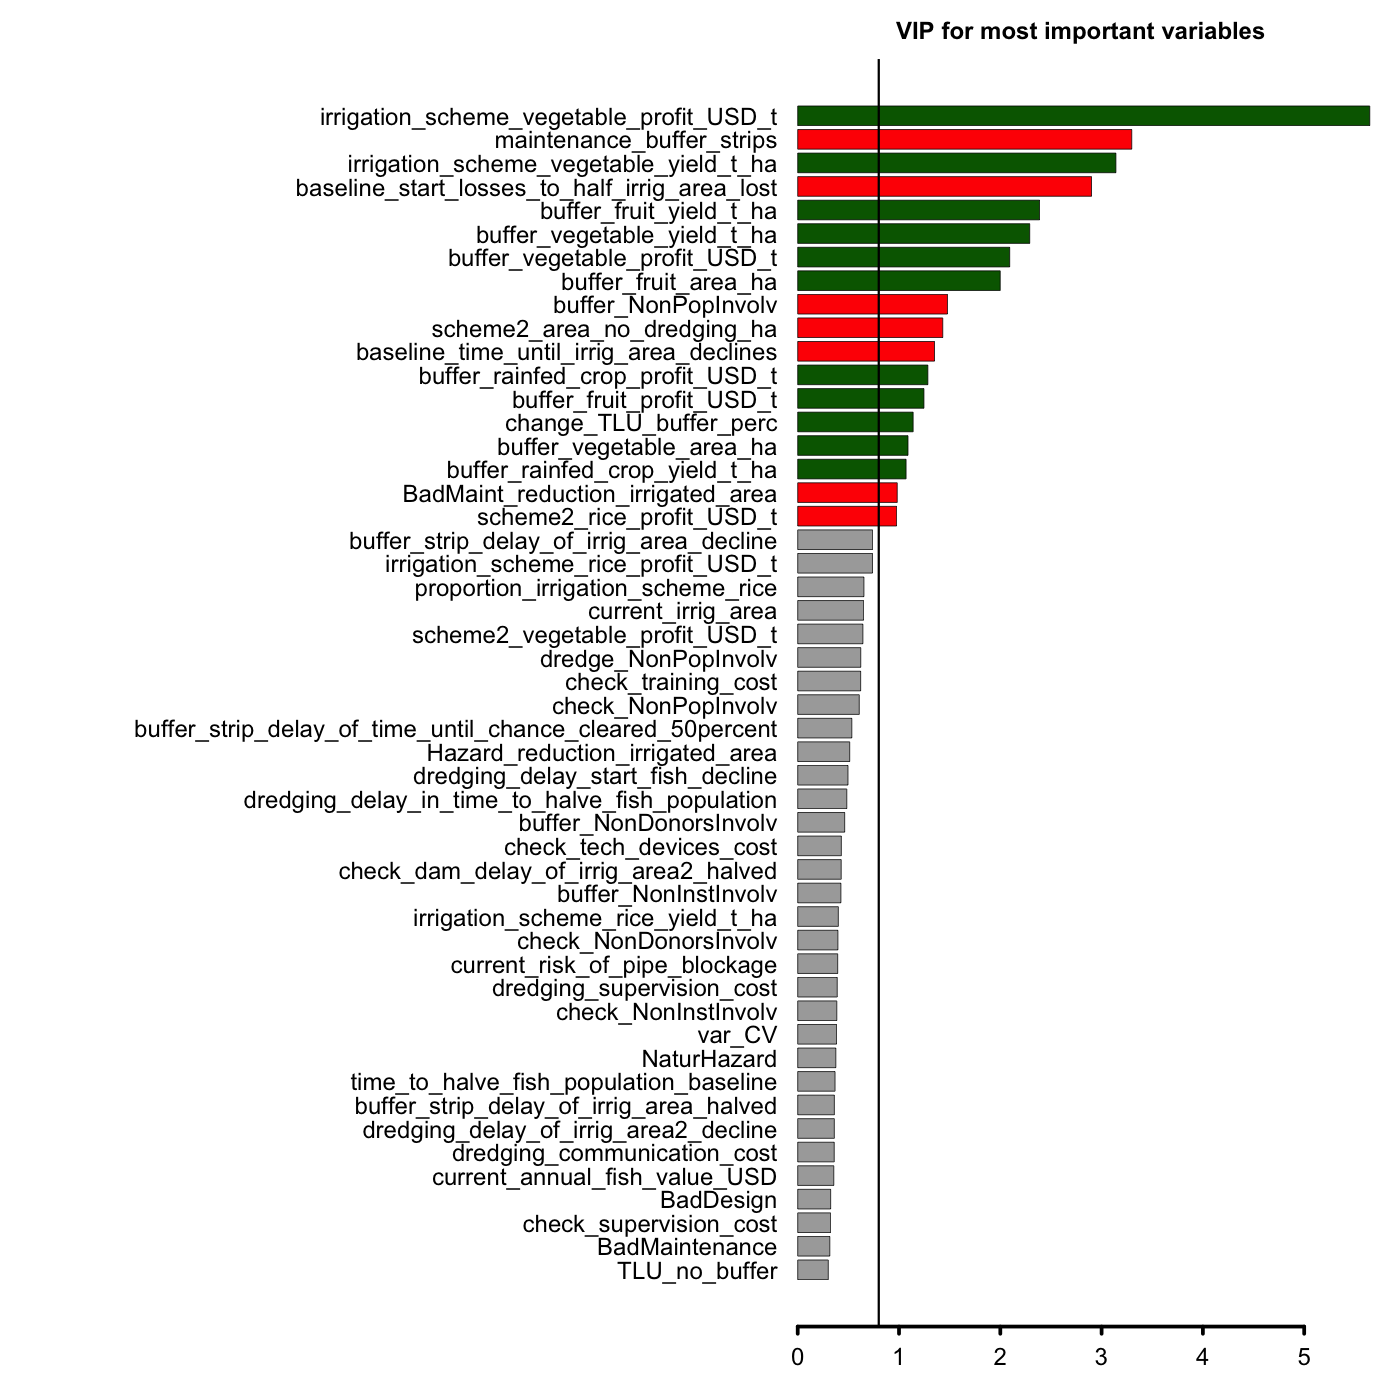 VIP for most important variables
irrigation_scheme_vegetable_profit_USD_t
maintenance_buffer_strips
irrigation_scheme_vegetable_yield_t_ha
baseline_start_losses_to_half_irrig_area_lost
buffer_fruit_yield_t_ha
buffer_vegetable_yield_t_ha
buffer_vegetable_profit_USD_t
buffer_fruit_area_ha
buffer_NonPopInvolv
scheme2_area_no_dredging_ha
baseline_time_until_irrig_area_declines
buffer_rainfed_crop_profit_USD_t
buffer_fruit_profit_USD_t
change_TLU_buffer_perc
buffer_vegetable_area_ha
buffer_rainfed_crop_yield_t_ha
BadMaint_reduction_irrigated_area
scheme2_rice_profit_USD_t
buffer_strip_delay_of_irrig_area_decline
irrigation_scheme_rice_profit_USD_t
proportion_irrigation_scheme_rice
current_irrig_area
scheme2_vegetable_profit_USD_t
dredge_NonPopInvolv
check_training_cost
check_NonPopInvolv
buffer_strip_delay_of_time_until_chance_cleared_50percent
Hazard_reduction_irrigated_area
dredging_delay_start_fish_decline
dredging_delay_in_time_to_halve_fish_population
buffer_NonDonorsInvolv
check_tech_devices_cost
check_dam_delay_of_irrig_area2_halved
buffer_NonInstInvolv
irrigation_scheme_rice_yield_t_ha
check_NonDonorsInvolv
current_risk_of_pipe_blockage
dredging_supervision_cost
check_NonInstInvolv
var_CV
NaturHazard
time_to_halve_fish_population_baseline
buffer_strip_delay_of_irrig_area_halved
dredging_delay_of_irrig_area2_decline
dredging_communication_cost
current_annual_fish_value_USD
BadDesign
check_supervision_cost
BadMaintenance
TLU_no_buffer
0 1 2 3 4 5